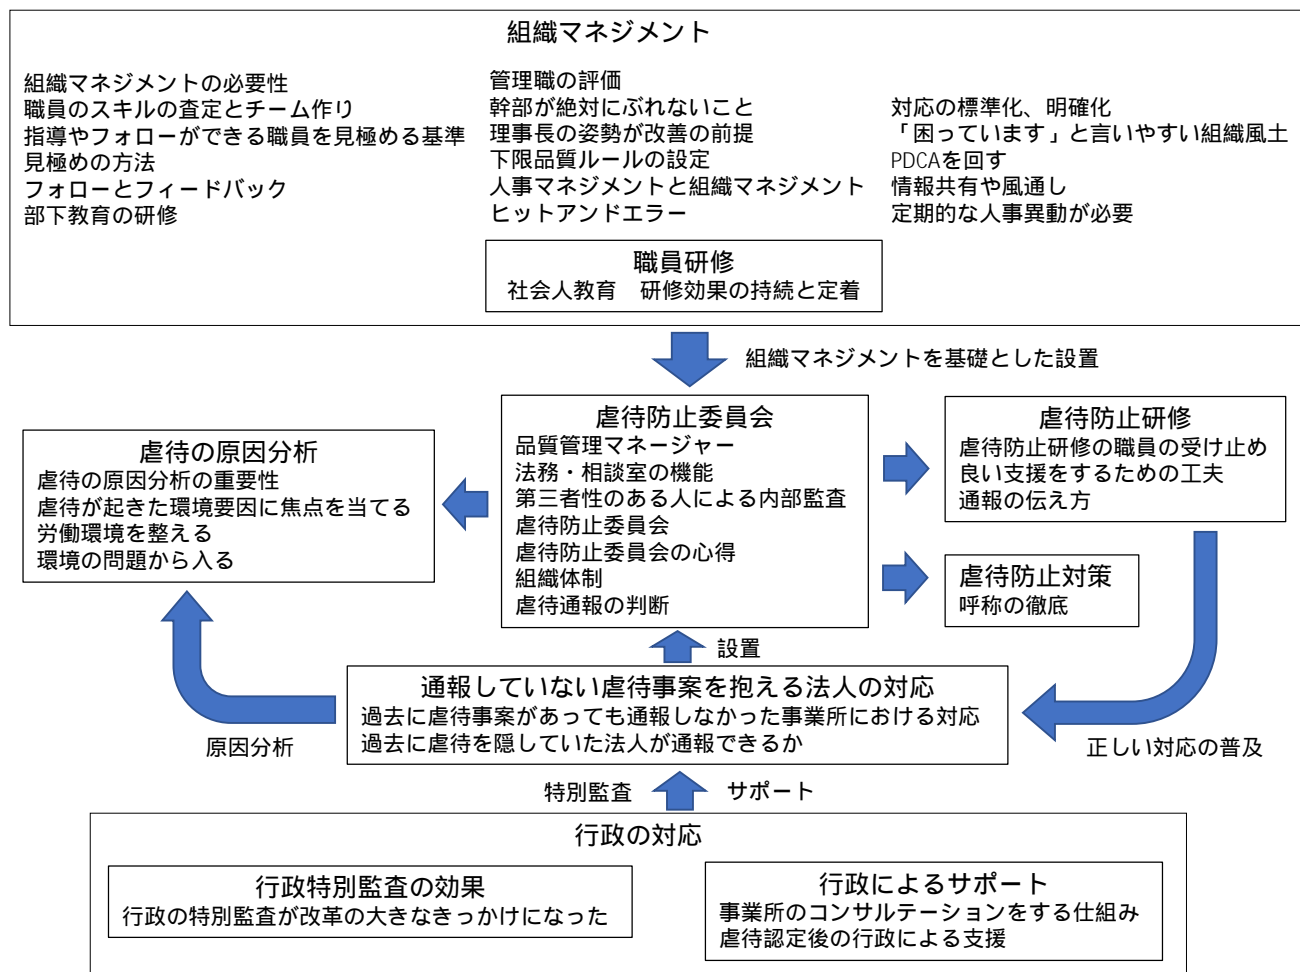 組織マネジメント
組織マネジメントの必要性
職員のスキルの査定とチーム作り
指導やフォローができる職員を見極める基準
見極めの方法
フォローとフィードバック
部下教育の研修
管理職の評価
幹部が絶対にぶれないこと
理事長の姿勢が改善の前提
下限品質ルールの設定
人事マネジメントと組織マネジメント
ヒットアンドエラー
対応の標準化、明確化
「困っています」と言いやすい組織風土
PDCAを回す
情報共有や風通し
定期的な人事異動が必要
職員研修
社会人教育　研修効果の持続と定着
組織マネジメントを基礎とした設置
虐待の原因分析
虐待の原因分析の重要性
虐待が起きた環境要因に焦点を当てる
労働環境を整える
環境の問題から入る
虐待防止委員会
品質管理マネージャー
法務・相談室の機能
第三者性のある人による内部監査
虐待防止委員会
虐待防止委員会の心得
組織体制
虐待通報の判断
虐待防止研修
虐待防止研修の職員の受け止め
良い支援をするための工夫
通報の伝え方
虐待防止対策
呼称の徹底
設置
通報していない虐待事案を抱える法人の対応
過去に虐待事案があっても通報しなかった事業所における対応
過去に虐待を隠していた法人が通報できるか
原因分析
正しい対応の普及
特別監査
サポート
行政の対応
行政特別監査の効果
行政の特別監査が改革の大きなきっかけになった
行政によるサポート
事業所のコンサルテーションをする仕組み
虐待認定後の行政による支援